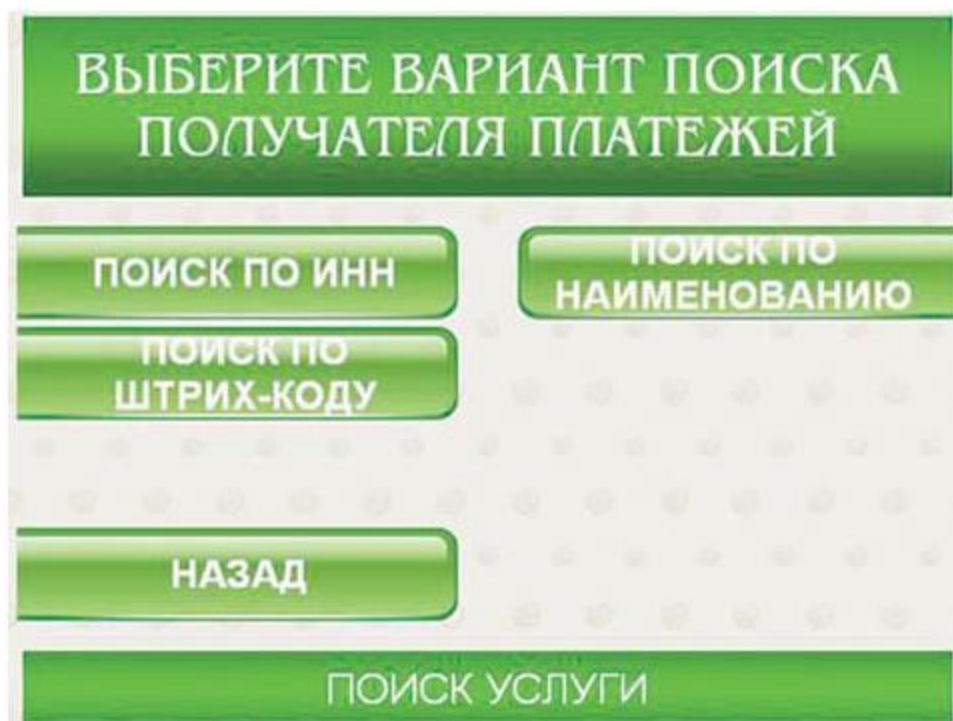 ВЫБЕРИТЕ ВАРИАНТ ПОИСКА
ПОЛУЧАТЕЛЯ ПЛАТЕЖЕЙ
ПОИСК ПО ИНН
ПОИСК ПО
НАИМЕНОВАНИЮ
ПОИСК ПО
ШТРИХ-КОДУ
НАЗАД
ПОИСК УСЛУГИ